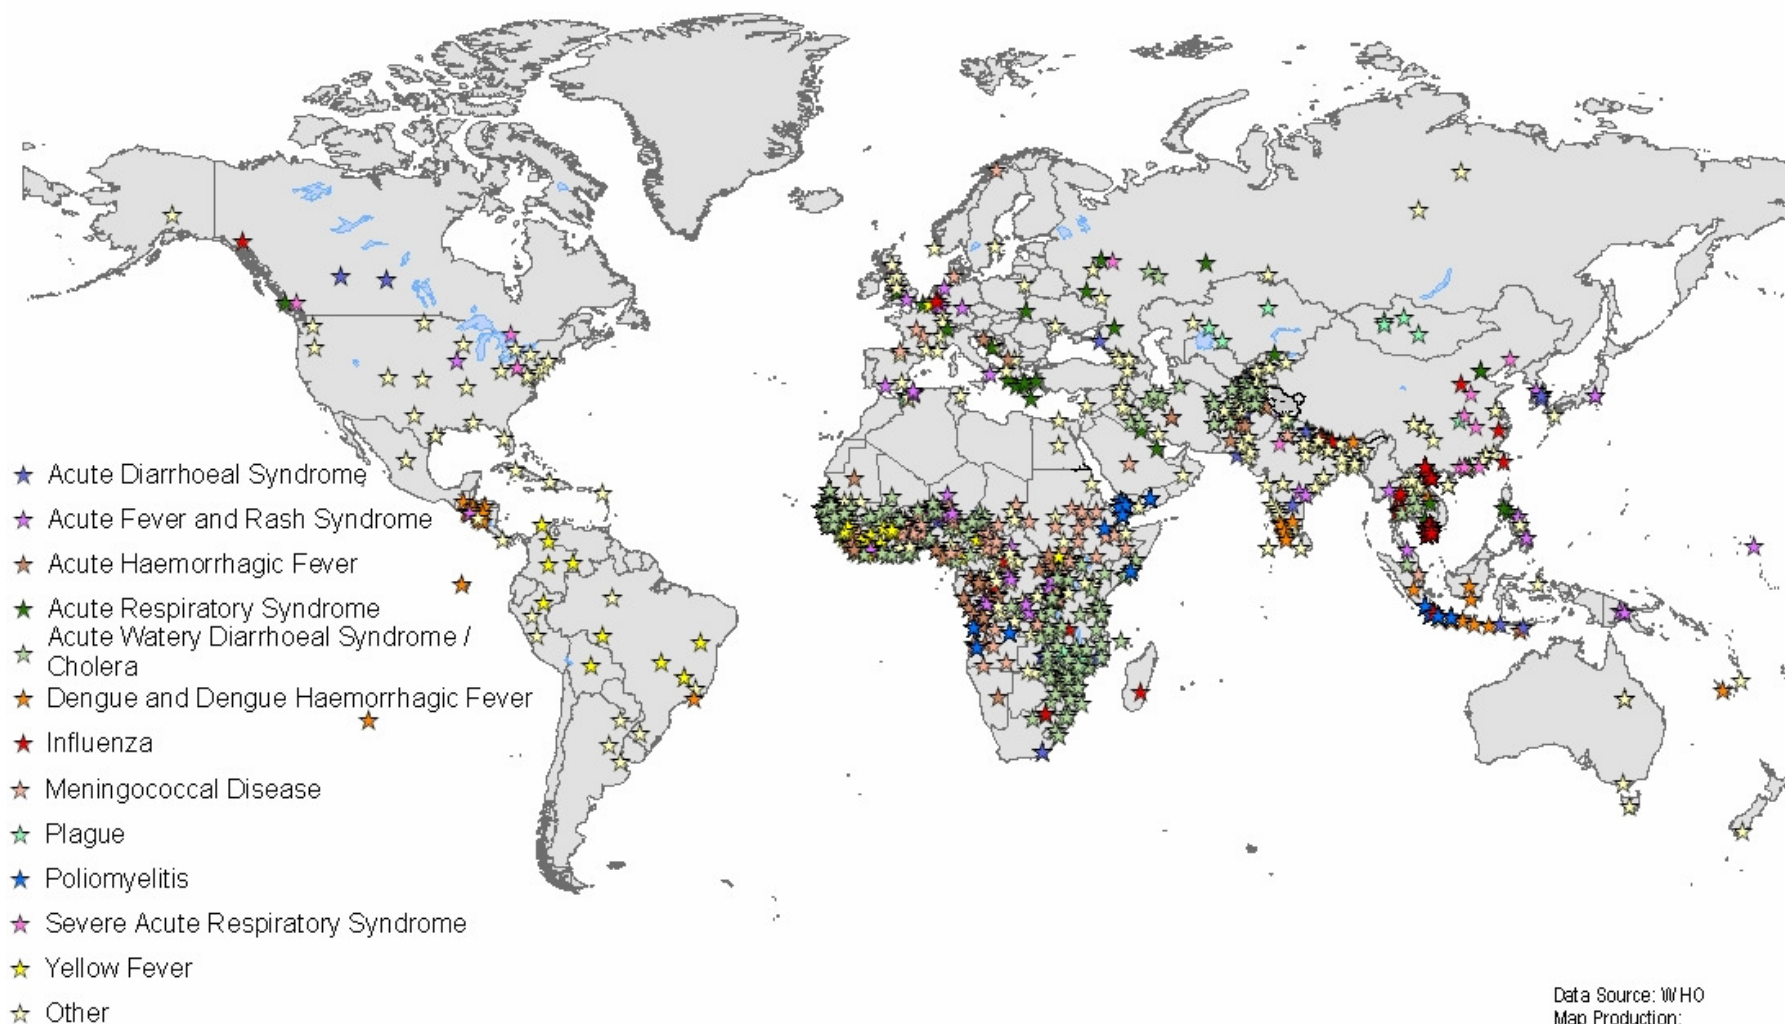 Acute Diarrhoeal Syndrome
Acute Fever and Rash Syndrome
Acute Haemorrhagic Fever
Acute Respiratory Syndrome
Acute Watery Diarrhoeal Syndrome /
Cholera
Dengue and Dengue Haemorrhagic Fever
Influenza
Meningococcal Disease
Plague
Poliomyelitis
Severe Acute Respiratory Syndrome
Yellow Fever
Other
Data Source: WHO
Map Production: